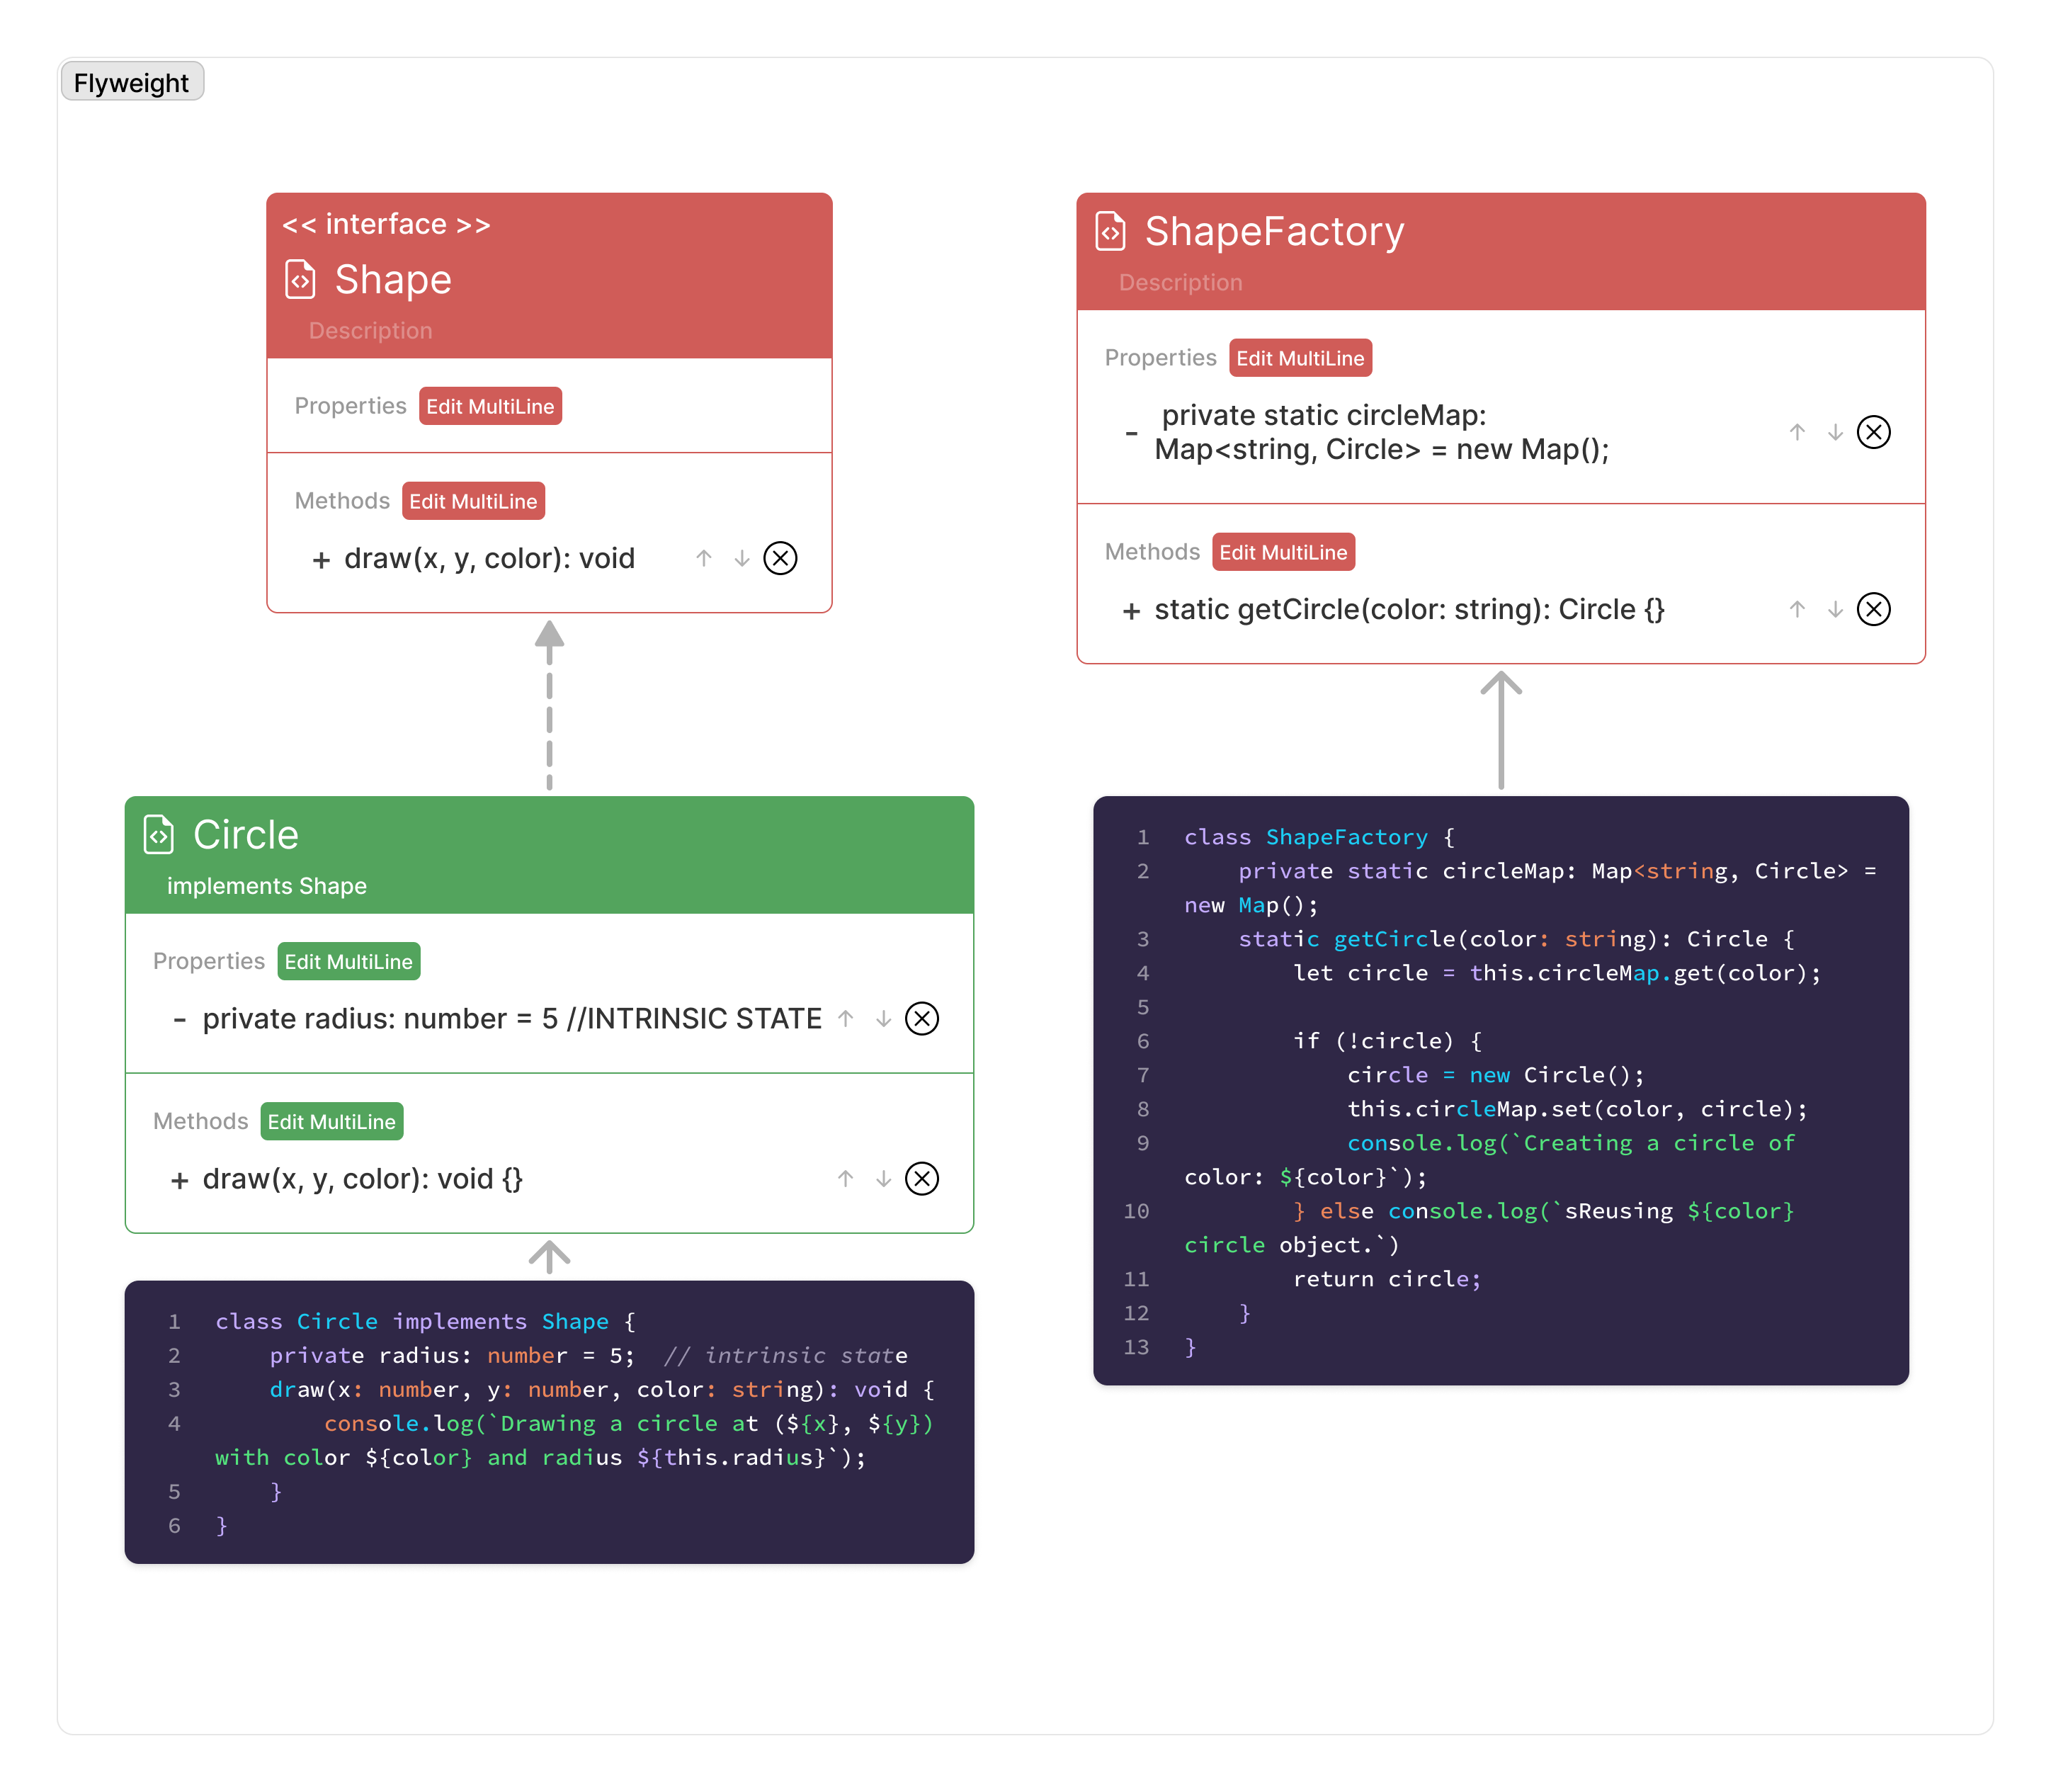 Flyweight
<< interface >>
Shape
Description
Properties Edit MultiLine
Methods Edit MultiLine
+ draw(x, y, color): void
ShapeFactory
Description
Properties Edit MultiLine
- private static circleMap:
Map<string, Circle> = new Map();
Methods Edit MultiLine
+ static getCircle(color: string): Circle {}
Circle
implements Shape
Properties Edit MultiLine
- private radius: number = 5 //INTRINSIC STATE
Methods Edit MultiLine
+ draw(x, y, color): void {}
1 class Circle implements Shape {
2 private radius: number = 5; // intrinsic state
3 draw(x: number, y: number, color: string): void {
4 console.log(`Drawing a circle at (${x}, ${y})
with color ${color} and radius ${this.radius}`);
5 }
6 }
1 class ShapeFactory {
2 private static circleMap: Map<string, Circle> =
new Map();
3 static getCircle(color: string): Circle {
4 let circle = this.circleMap.get(color);
5
6 if (!circle) {
7 circle = new Circle();
8 this.circleMap.set(color, circle);
9 console.log(`Creating a circle of
color: ${color}`);
10 } else console.log(`sReusing ${color}
circle object.`)
11 return circle;
12 }
13 }